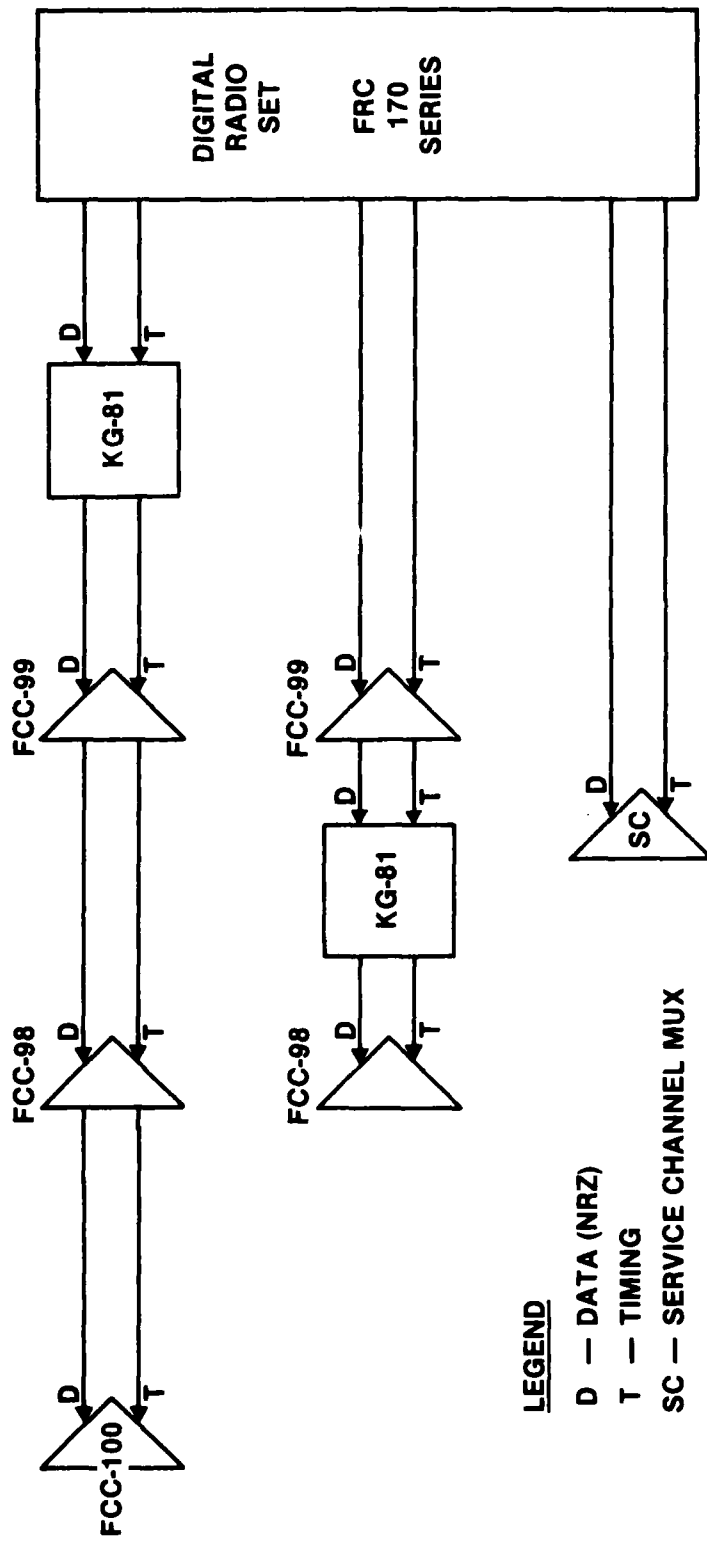 FCC-100
D
T
FCC-98
D
T
FCC-99
D
T
KG-81
D
T
DIGITAL
RADIO
SET
FRC
170
SERIES
FCC-98
D
T
KG-81
D
T
FCC-99
D
T
SC
D
T
LEGEND
D — DATA (NRZ)
T — TIMING
SC — SERVICE CHANNEL MUX